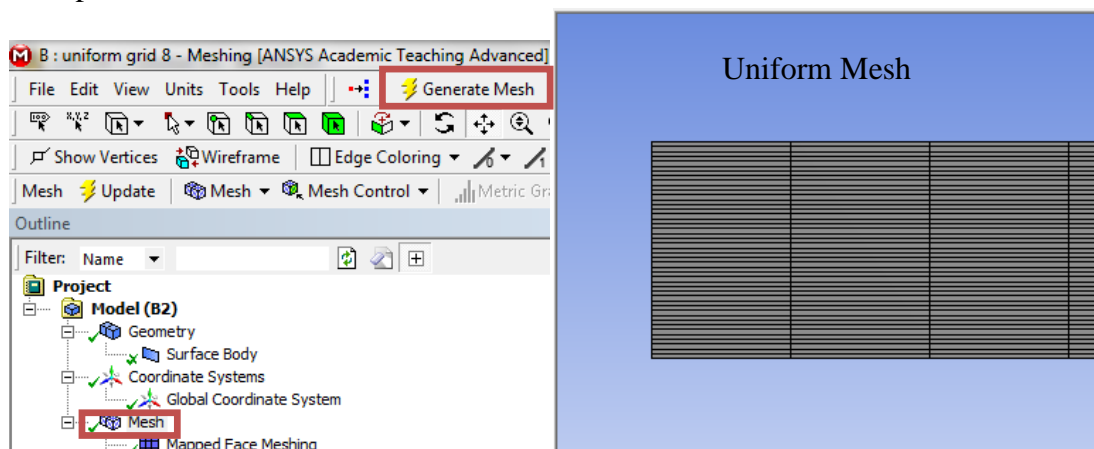 B : uniform grid 8 - Meshing [ANSYS Academic Teaching Advanced]
File Edit View Units Tools Help Generate Mesh
Show Vertices Wireframe Edge Coloring
Mesh Update Mesh Mesh Control Metric Gra
Outline
Filter: Name
Project
Model (B2)
Geometry
Surface Body
Coordinate Systems
Global Coordinate System
Mesh
Mapped Face Meshing
Uniform Mesh